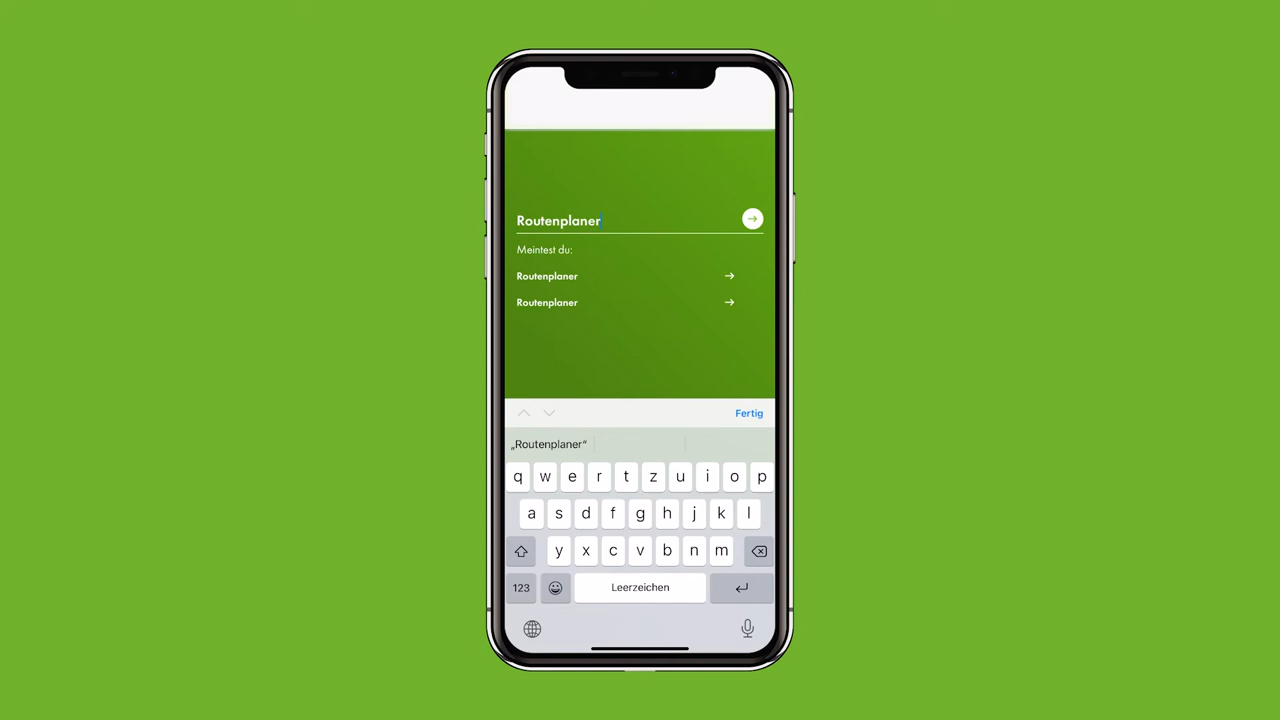 Routenplaner
Meintest du:
Routenplaner
Routenplaner
Fertig
„Routenplaner“
q w e r t z u i o p
a s d f g h j k l
y x c v b n m
123 Leerzeichen